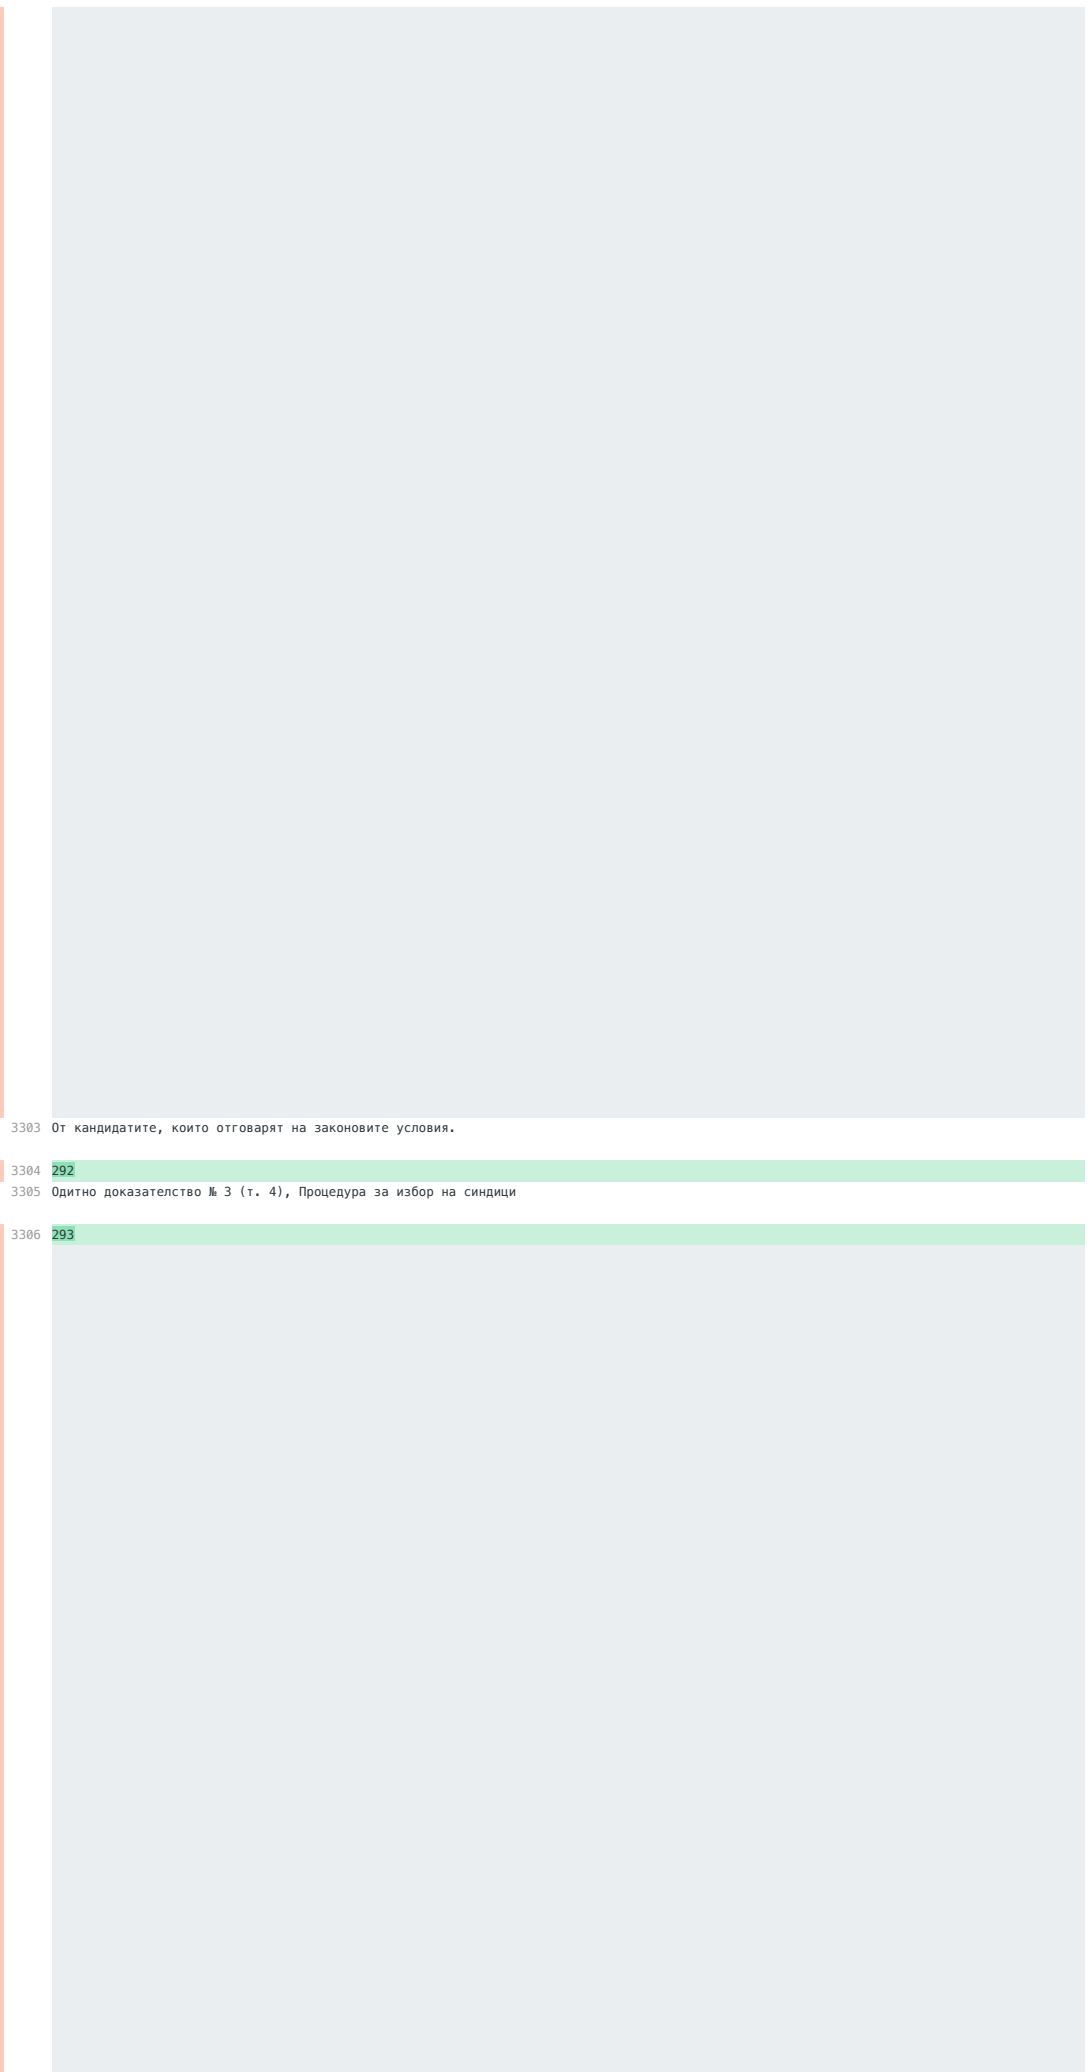 3303 От кандидатите, които отговарят на законовите условия.
3304 292
3305 Одитно доказателство № 3 (т. 4), Процедура за избор на синдици
3306 293